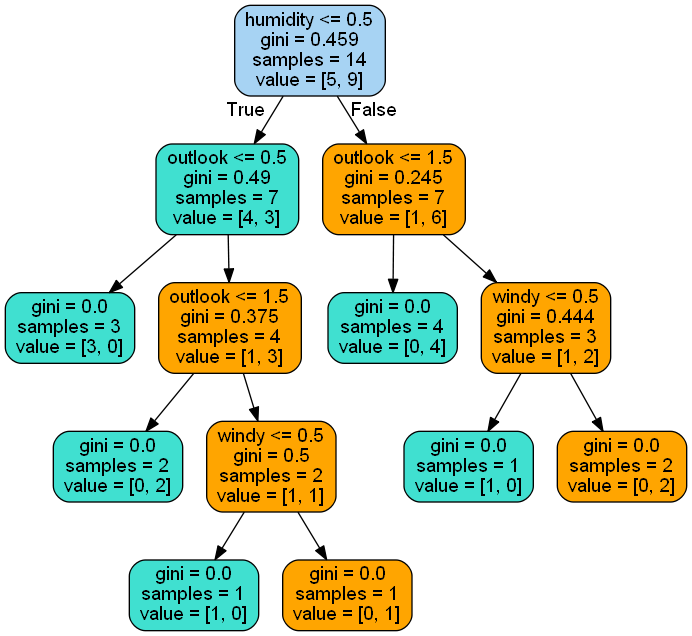 humidity <= 0.5
gini = 0.459
samples = 14
value = [5, 9]
True
False
outlook <= 0.5
gini = 0.49
samples = 7
value = [4, 3]
outlook <= 1.5
gini = 0.245
samples = 7
value = [1, 6]
gini = 0.0
samples = 3
value = [3, 0]
outlook <= 1.5
gini = 0.375
samples = 4
value = [1, 3]
gini = 0.0
samples = 4
value = [0, 4]
windy <= 0.5
gini = 0.444
samples = 3
value = [1, 2]
gini = 0.0
samples = 2
value = [0, 2]
windy <= 0.5
gini = 0.5
samples = 2
value = [1, 1]
gini = 0.0
samples = 1
value = [1, 0]
gini = 0.0
samples = 2
value = [0, 2]
gini = 0.0
samples = 1
value = [1, 0]
gini = 0.0
samples = 1
value = [0, 1]